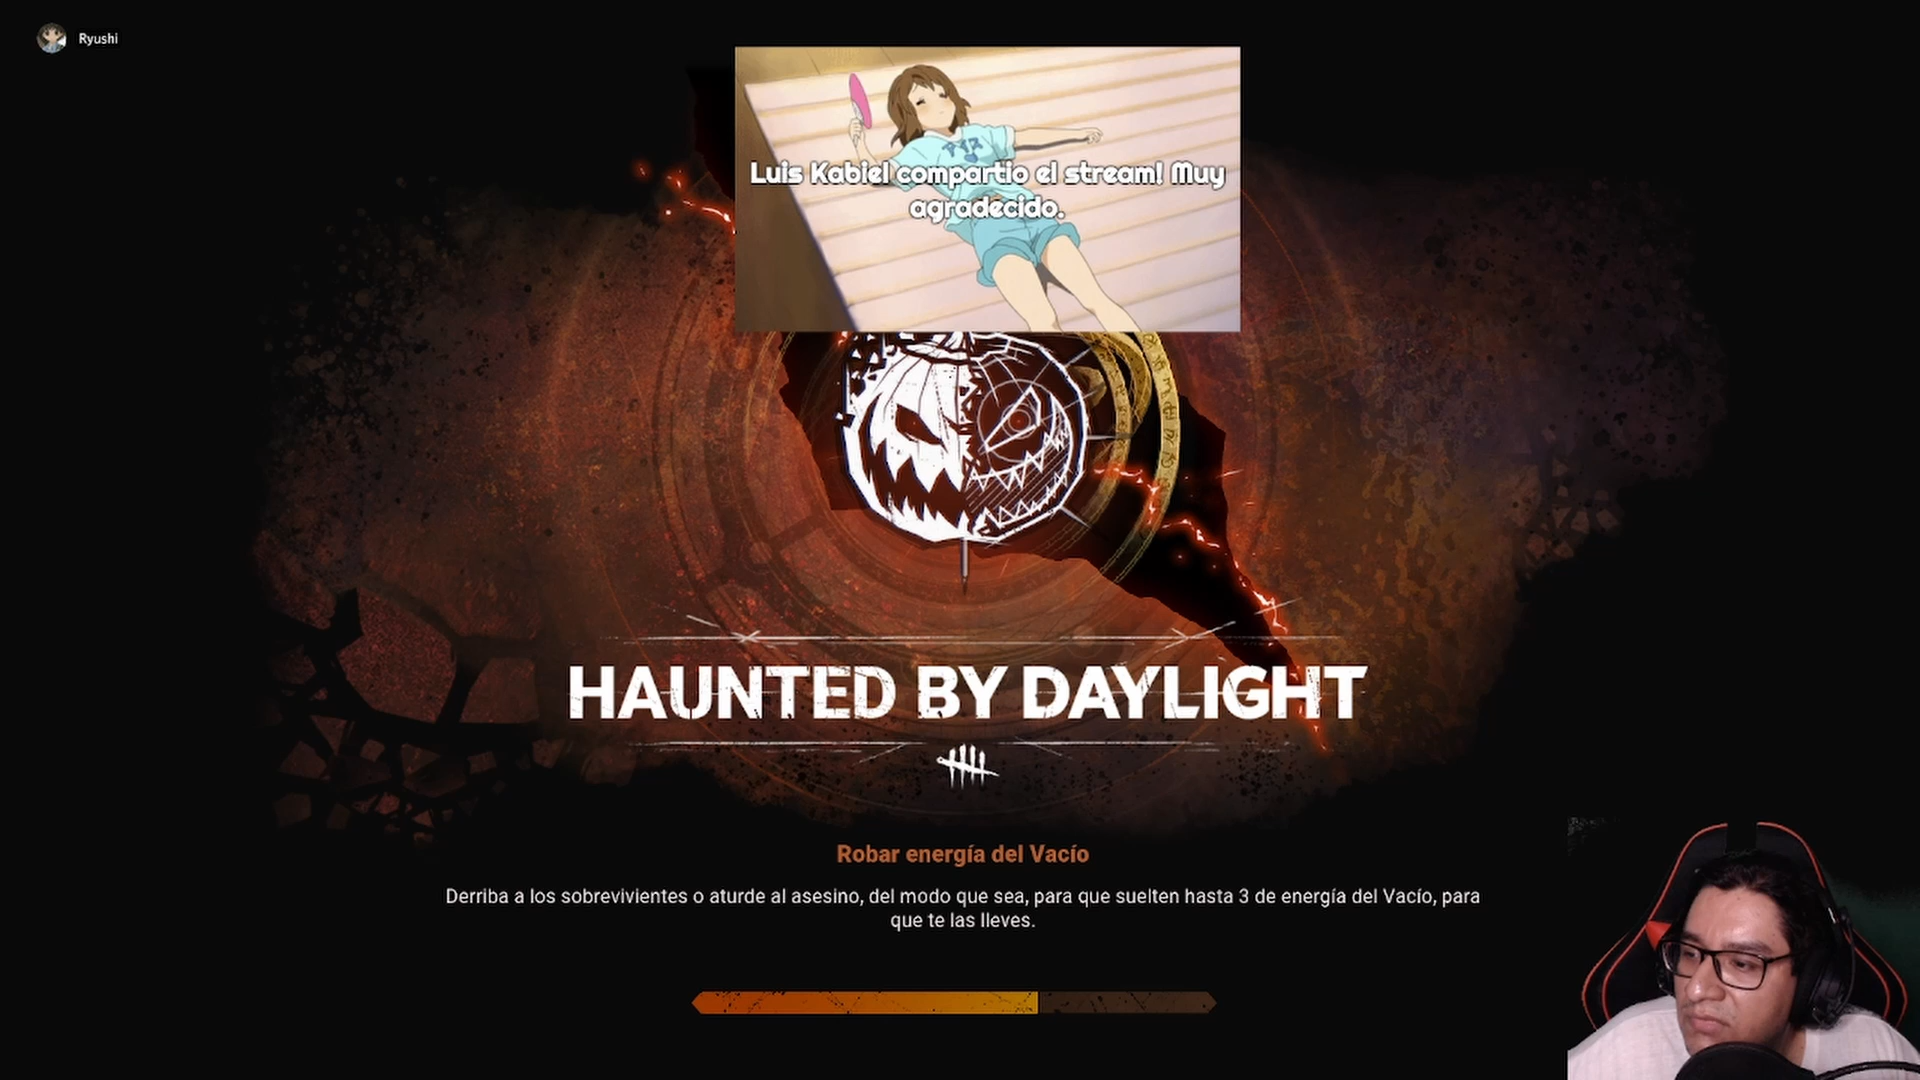 Ryushi
Luis Kabiel compartio el stream! Muy
agradecido.
HAUNTED BY DAYLIGHT
Robar energía del Vacío
Derriba a los sobrevivientes o aturde al asesino, del modo que sea, para que suelten hasta 3 de energía del Vacío, para
que te las lleves.